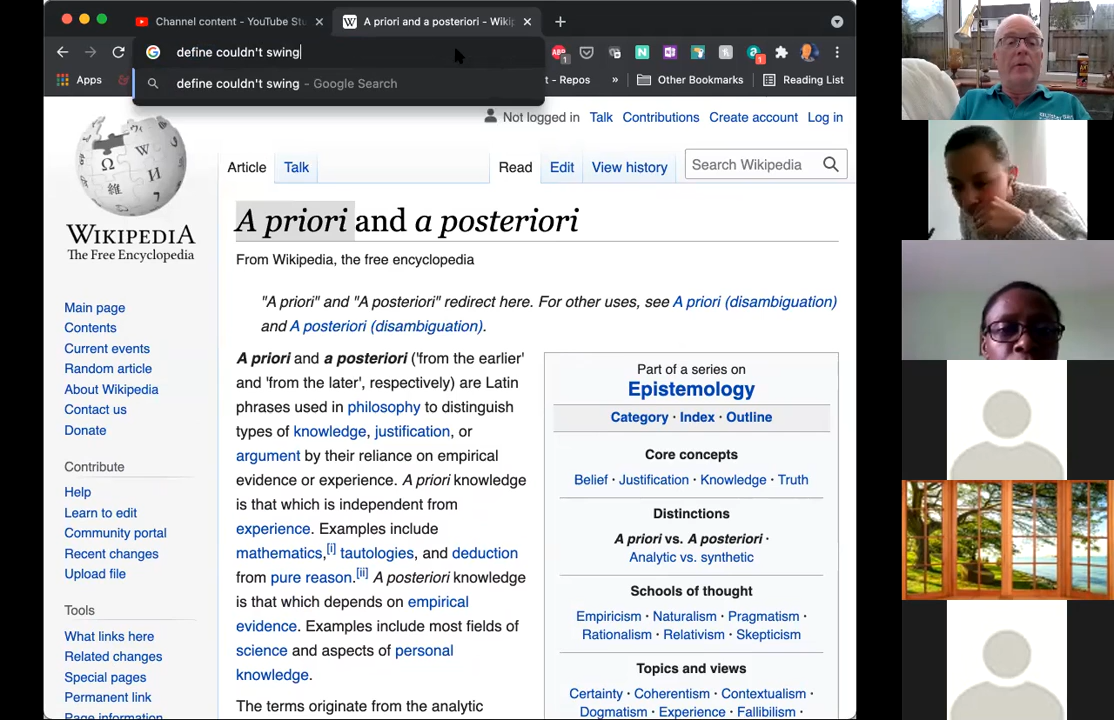 Channel content - YouTube Stu
A priori and a posteriori - Wikip
define couldn't swing
define couldn't swing - Google Search
Apps
t - Repos
»
Other Bookmarks
Reading List
Not logged in
Talk
Contributions
Create account
Log in
Article
Talk
Read
Edit
View history
Search Wikipedia
WIKIPEDIA
The Free Encyclopedia
Main page
Contents
Current events
Random article
About Wikipedia
Contact us
Donate
Contribute
Help
Learn to edit
Community portal
Recent changes
Upload file
Tools
What links here
Related changes
Special pages
Permanent link
Page information
A priori and a posteriori
From Wikipedia, the free encyclopedia
"A priori" and "A posteriori" redirect here. For other uses, see A priori (disambiguation)
and A posteriori (disambiguation).
A priori and a posteriori ('from the earlier'
and 'from the later', respectively) are Latin
phrases used in philosophy to distinguish
types of knowledge, justification, or
argument by their reliance on empirical
evidence or experience. A priori knowledge
is that which is independent from
experience. Examples include
mathematics,[i] tautologies, and deduction
from pure reason.[ii] A posteriori knowledge
is that which depends on empirical
evidence. Examples include most fields of
science and aspects of personal
knowledge.
The terms originate from the analytic
Part of a series on
Epistemology
Category · Index · Outline
Core concepts
Belief · Justification · Knowledge · Truth
Distinctions
A priori vs. A posteriori ·
Analytic vs. synthetic
Schools of thought
Empiricism · Naturalism · Pragmatism ·
Rationalism · Relativism · Skepticism
Topics and views
Certainty · Coherentism · Contextualism ·
Dogmatism · Experience · Fallibilism ·